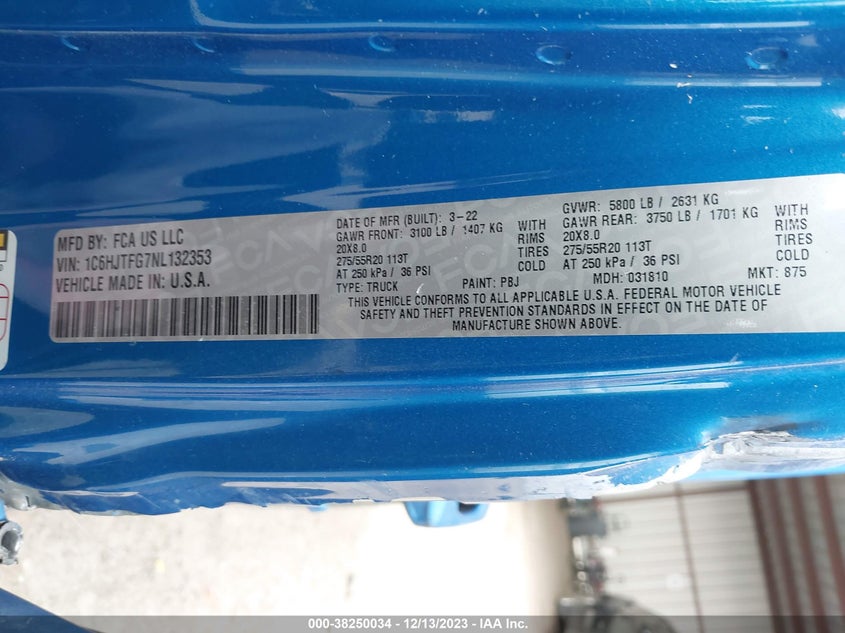 MFD BY: FCA US LLC
VIN: 1C6HJTFG7NL132353
VEHICLE MADE IN: U.S.A.
DATE OF MFR (BUILT): 3-22
GAWR FRONT: 3100 LB / 1407 KG WITH
20X8.0 RIMS
275/55R20 113T TIRES
AT 250 kPa / 36 PSI COLD
TYPE: TRUCK PAINT: PBJ
GVWR: 5800 LB / 2631 KG
GAWR REAR: 3750 LB / 1701 KG WITH
20X8.0 RIMS
275/55R20 113T TIRES
AT 250 kPa / 36 PSI COLD
MDH: 031810 MKT: 875
THIS VEHICLE CONFORMS TO ALL APPLICABLE U.S.A. FEDERAL MOTOR VEHICLE
SAFETY AND THEFT PREVENTION STANDARDS IN EFFECT ON THE DATE OF
MANUFACTURE SHOWN ABOVE.
000-38250034 - 12/13/2023 - IAA Inc.